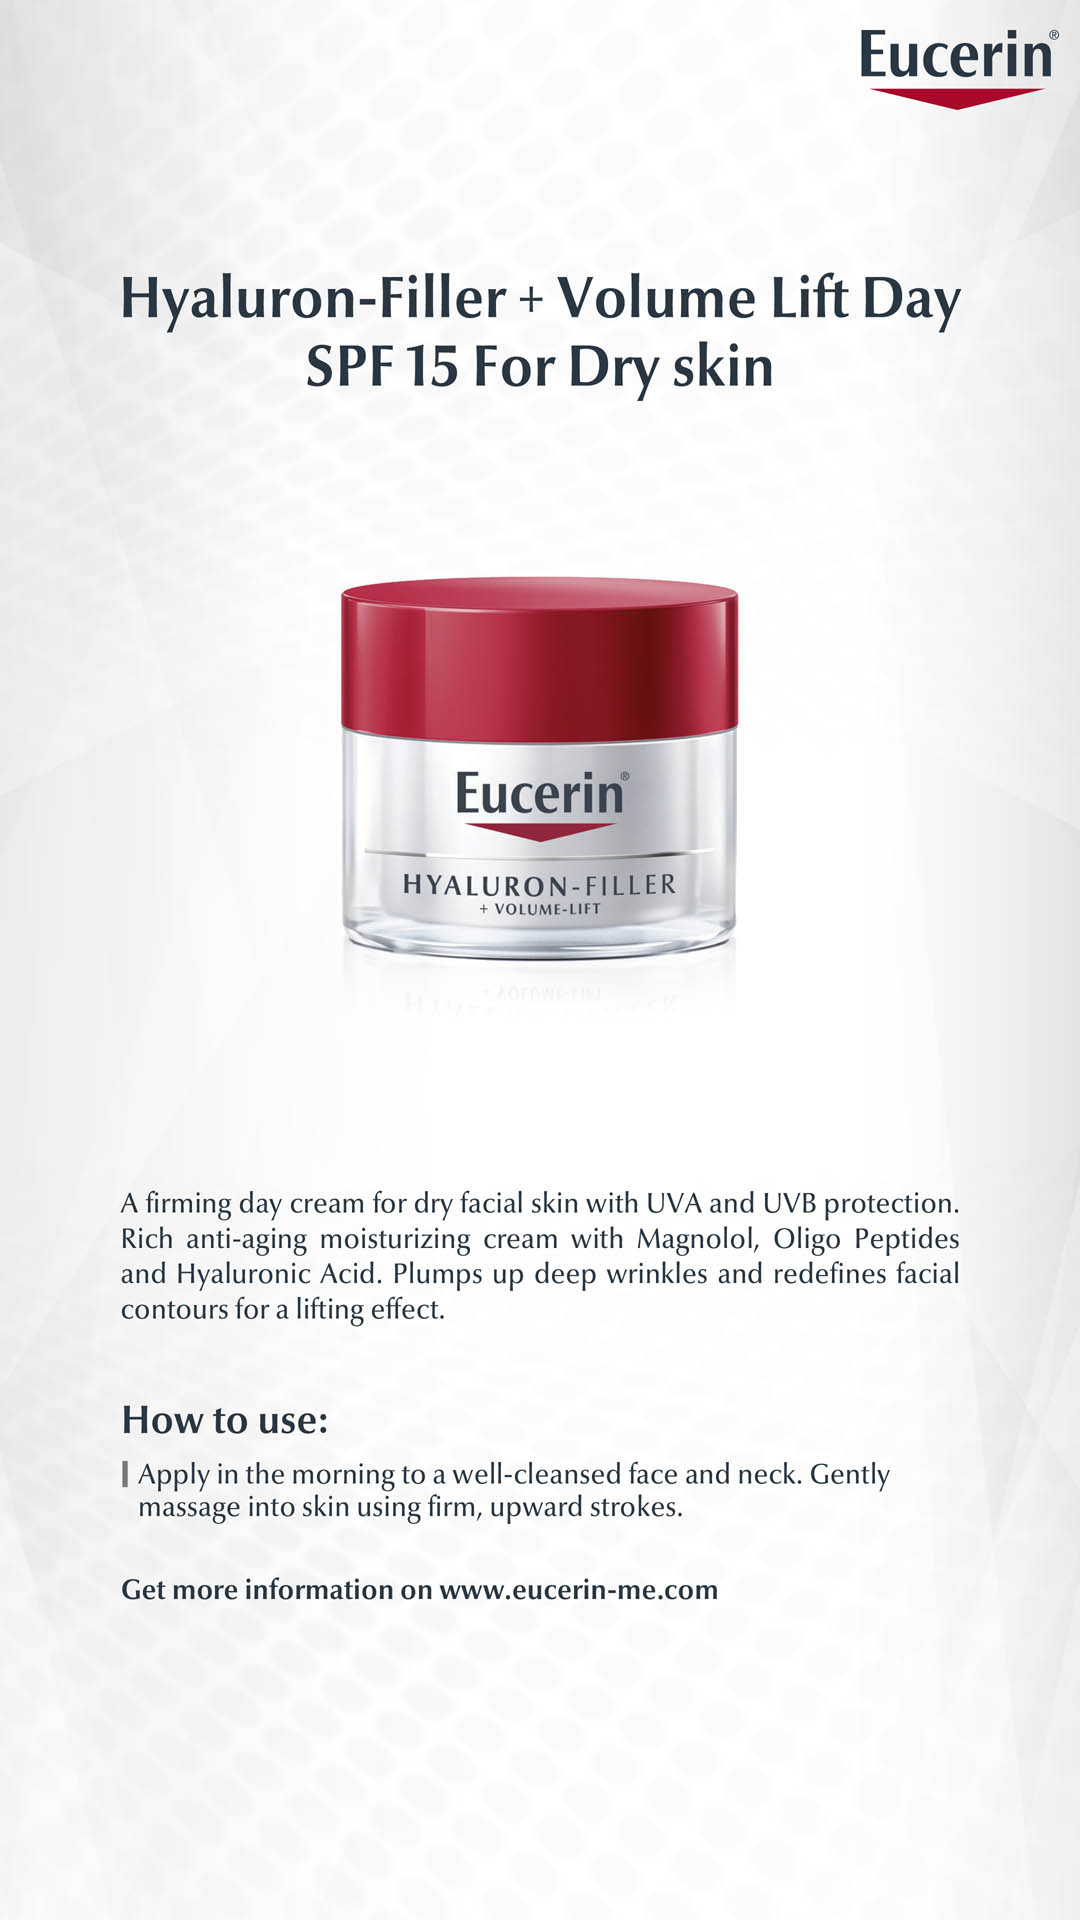 Eucerin®
Hyaluron-Filler + Volume Lift Day
SPF 15 For Dry skin
Eucerin®
HYALURON-FILLER
+ VOLUME-LIFT
A firming day cream for dry facial skin with UVA and UVB protection.
Rich anti-aging moisturizing cream with Magnolol, Oligo Peptides
and Hyaluronic Acid. Plumps up deep wrinkles and redefines facial
contours for a lifting effect.
How to use:
Apply in the morning to a well-cleansed face and neck. Gently
massage into skin using firm, upward strokes.
Get more information on www.eucerin-me.com